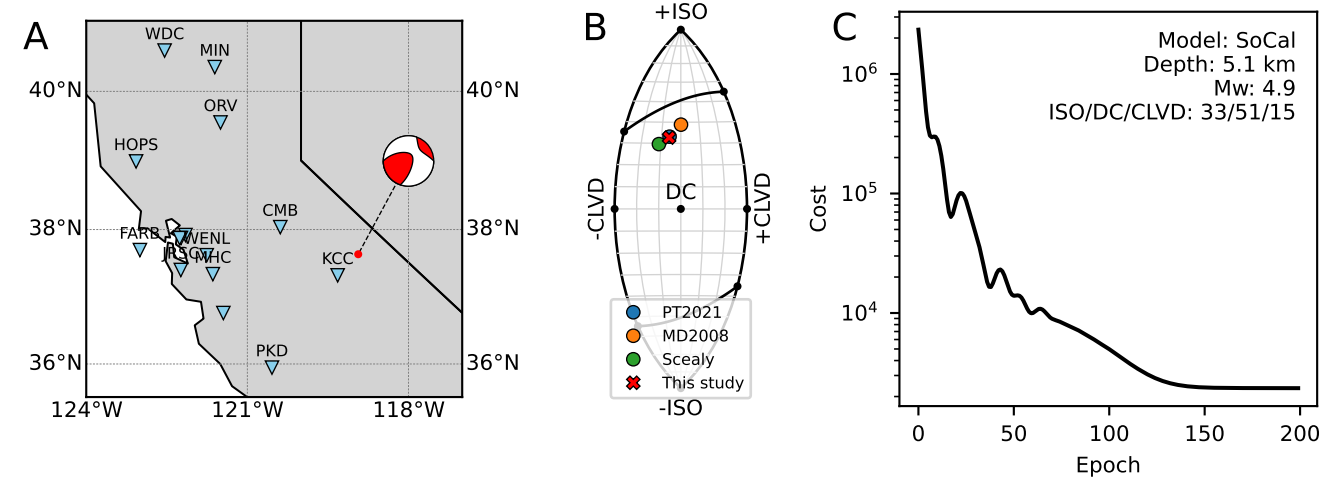 A
WDC
MIN
40°N
40°N
ORV
HOPS
CMB
38°N
38°N
FARB
WENL
JRSC
MHC
KCC
PKD
36°N
36°N
124°W
121°W
118°W
B
+ISO
-CLVD
DC
+CLVD
PT2021
MD2008
Scealy
This study
-ISO
C
Model: SoCal
Depth: 5.1 km
Mw: 4.9
ISO/DC/CLVD: 33/51/15
Cost
10⁶
10⁵
10⁴
0
50
100
150
200
Epoch